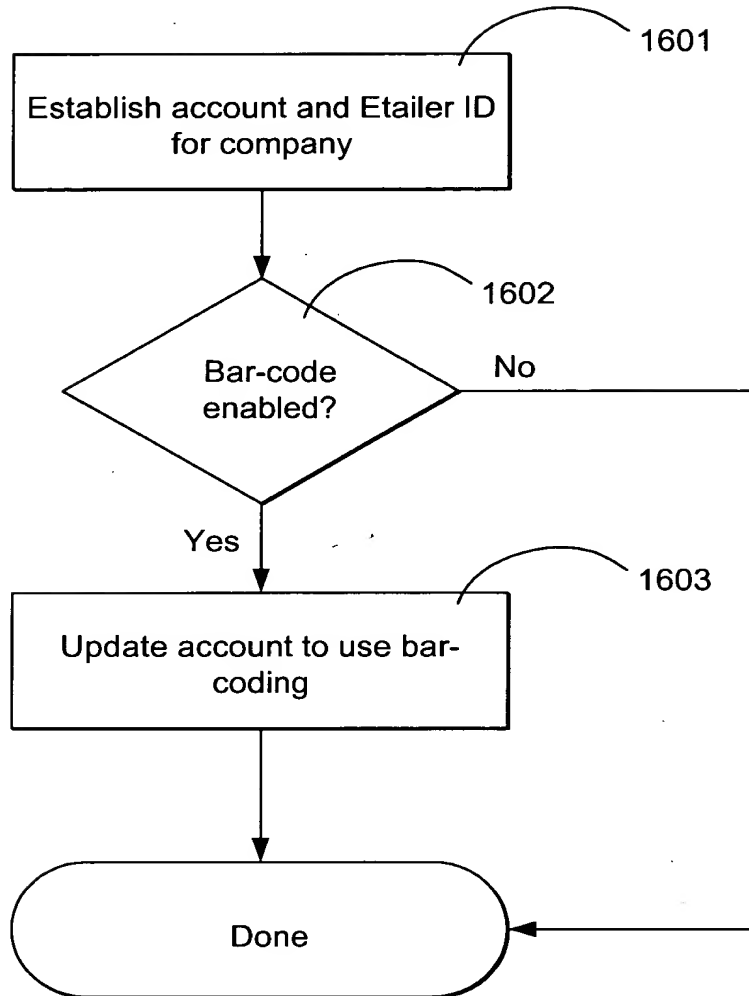 1601
Establish account and Etailer ID
for company
1602
Bar-code
enabled?
No
Yes
1603
Update account to use bar-
coding
Done